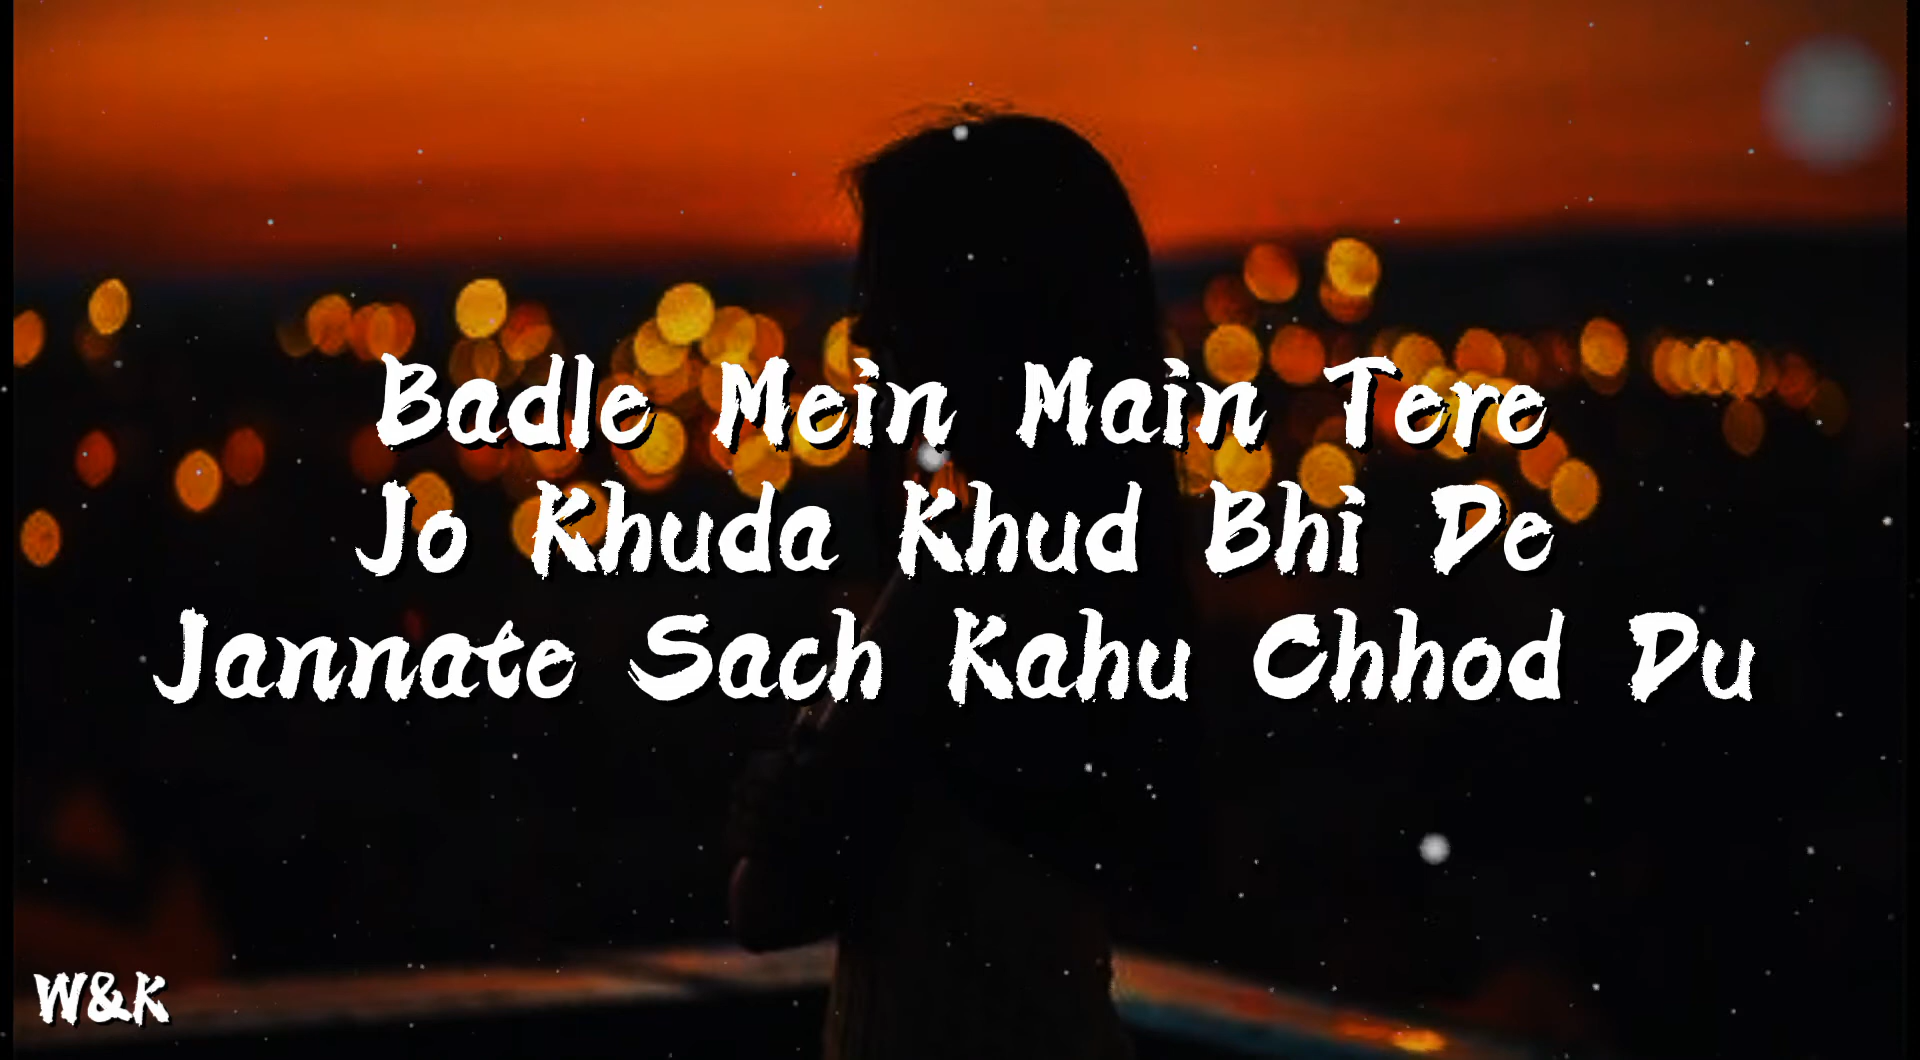 Badle Mein Main Tere
Jo Khuda Khud Bhi De
Jannate Sach Kahu Chhod Du
W&K